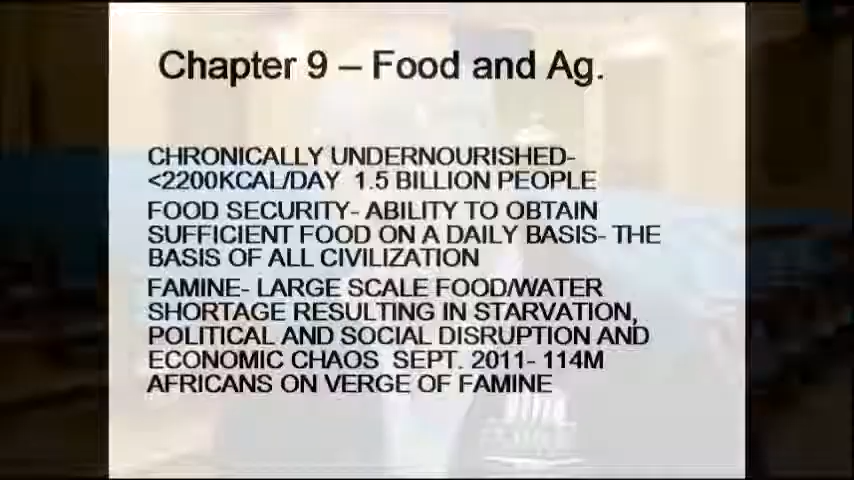 Chapter 9 – Food and Ag.
CHRONICALLY UNDERNOURISHED-
<2200KCAL/DAY  1.5 BILLION PEOPLE
FOOD SECURITY- ABILITY TO OBTAIN
SUFFICIENT FOOD ON A DAILY BASIS- THE
BASIS OF ALL CIVILIZATION
FAMINE- LARGE SCALE FOOD/WATER
SHORTAGE RESULTING IN STARVATION,
POLITICAL AND SOCIAL DISRUPTION AND
ECONOMIC CHAOS  SEPT. 2011- 114M
AFRICANS ON VERGE OF FAMINE